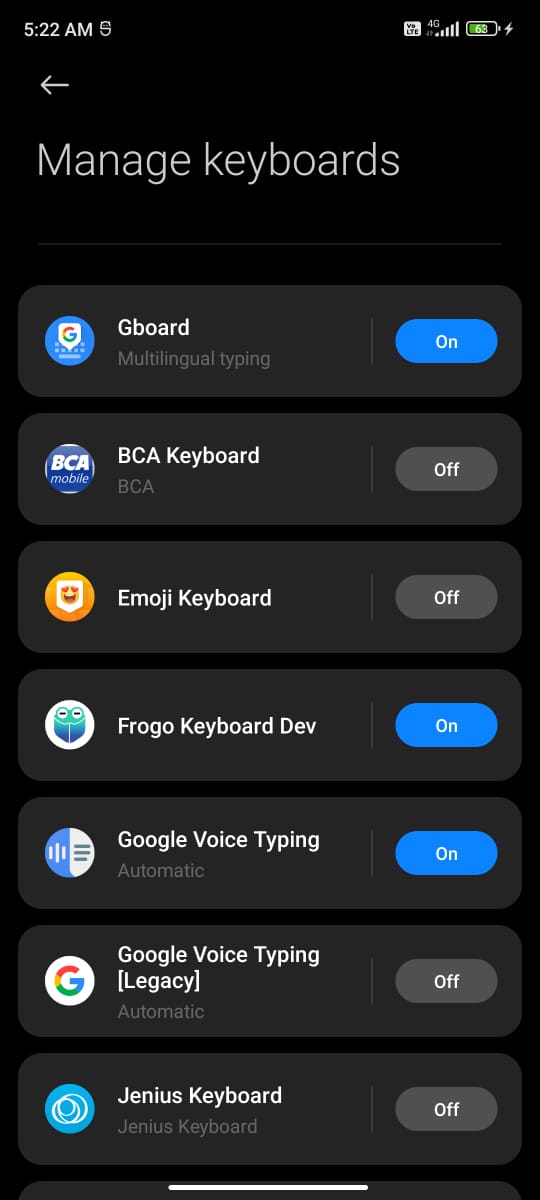 5:22 AM
Vo LTE 4G 63
Manage keyboards
Gboard
Multilingual typing
On
BCA mobile
BCA Keyboard
BCA
Off
Emoji Keyboard
Off
Frogo Keyboard Dev
On
Google Voice Typing
Automatic
On
Google Voice Typing
[Legacy]
Automatic
Off
Jenius Keyboard
Jenius Keyboard
Off